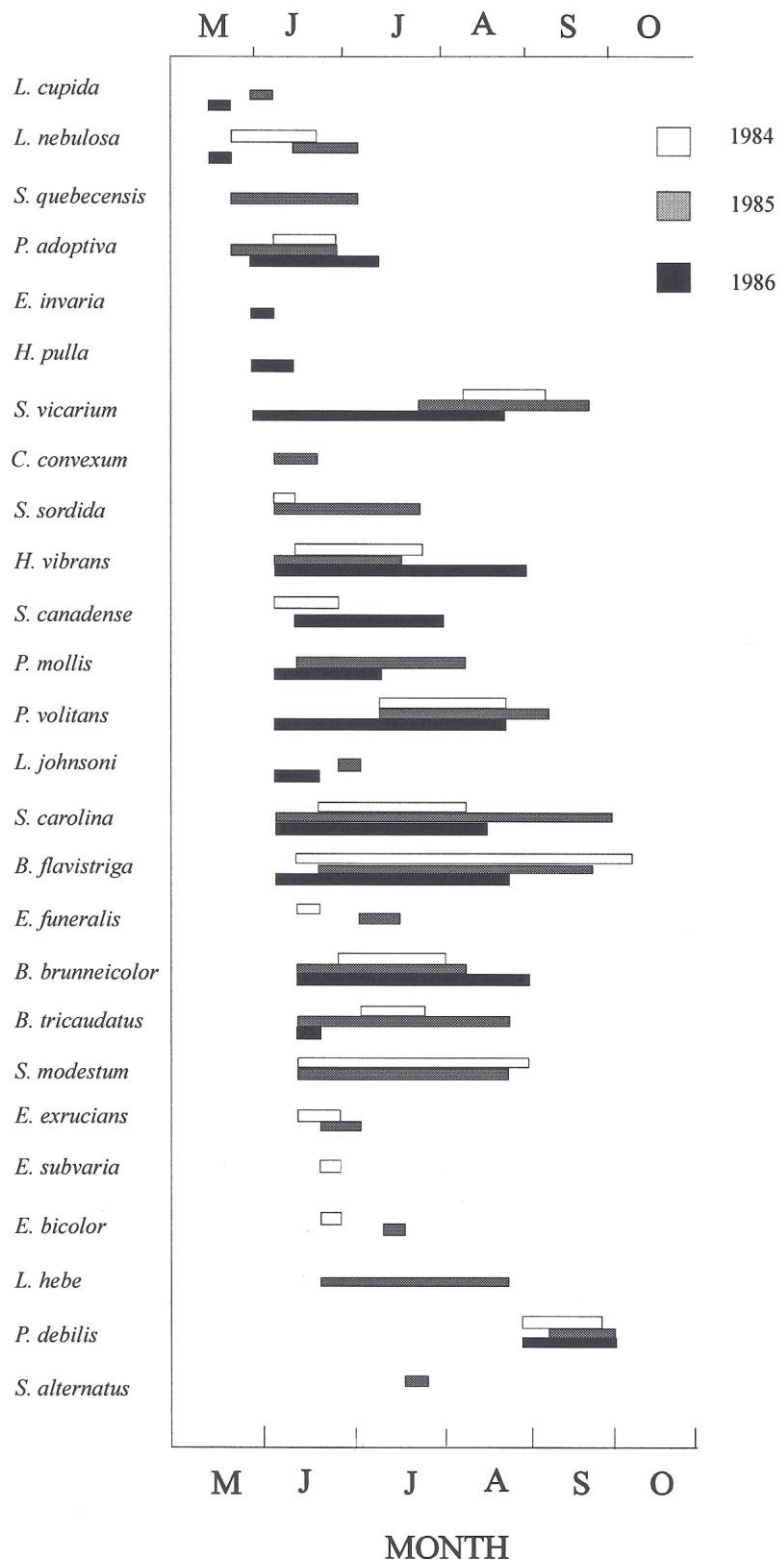 M J J A S O
L. cupida
L. nebulosa
1984
S. quebecensis
1985
P. adoptiva
1986
E. invaria
H. pulla
S. vicarium
C. convexum
S. sordida
H. vibrans
S. canadense
P. mollis
P. volitans
L. johnsoni
S. carolina
B. flavistriga
E. funeralis
B. brunneicolor
B. tricaudatus
S. modestum
E. exrucians
E. subvaria
E. bicolor
L. hebe
P. debilis
S. alternatus
M J J A S O
MONTH